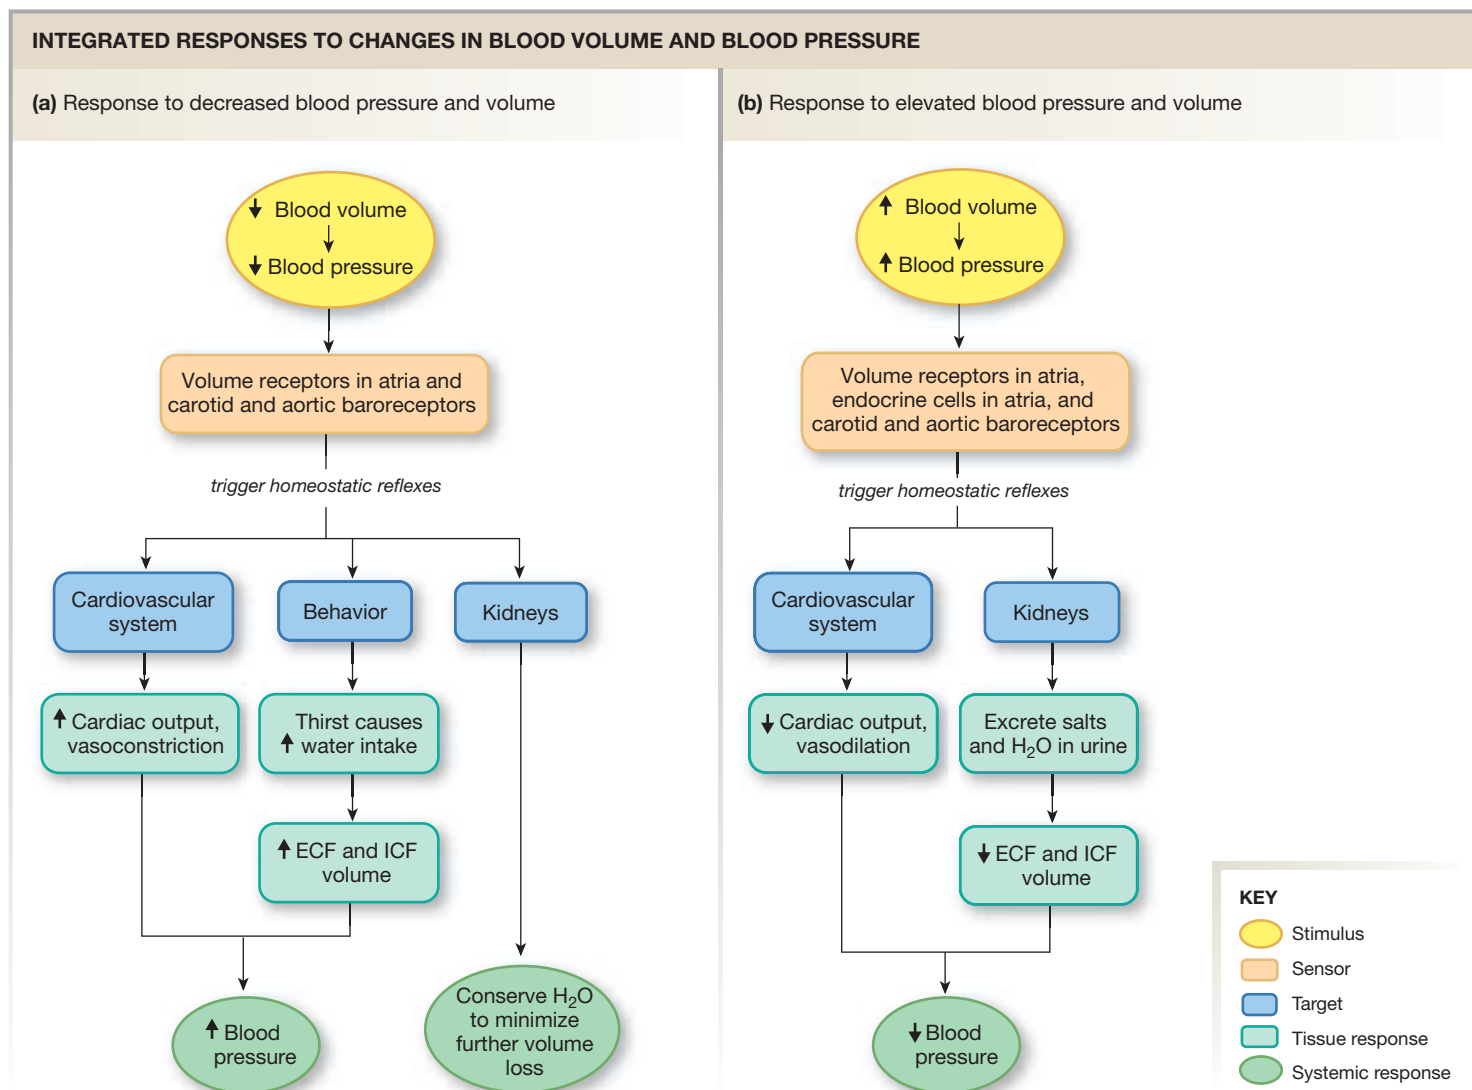 INTEGRATED RESPONSES TO CHANGES IN BLOOD VOLUME AND BLOOD PRESSURE
(a) Response to decreased blood pressure and volume
↓ Blood volume
↓ Blood pressure
Volume receptors in atria and
carotid and aortic baroreceptors
trigger homeostatic reflexes
Cardiovascular
system
Behavior
Kidneys
↑ Cardiac output,
vasoconstriction
Thirst causes
↑ water intake
↑ ECF and ICF
volume
↑ Blood
pressure
Conserve H₂O
to minimize
further volume
loss
(b) Response to elevated blood pressure and volume
↑ Blood volume
↑ Blood pressure
Volume receptors in atria,
endocrine cells in atria, and
carotid and aortic baroreceptors
trigger homeostatic reflexes
Cardiovascular
system
Kidneys
↓ Cardiac output,
vasodilation
Excrete salts
and H₂O in urine
↓ ECF and ICF
volume
↓ Blood
pressure
KEY
Stimulus
Sensor
Target
Tissue response
Systemic response